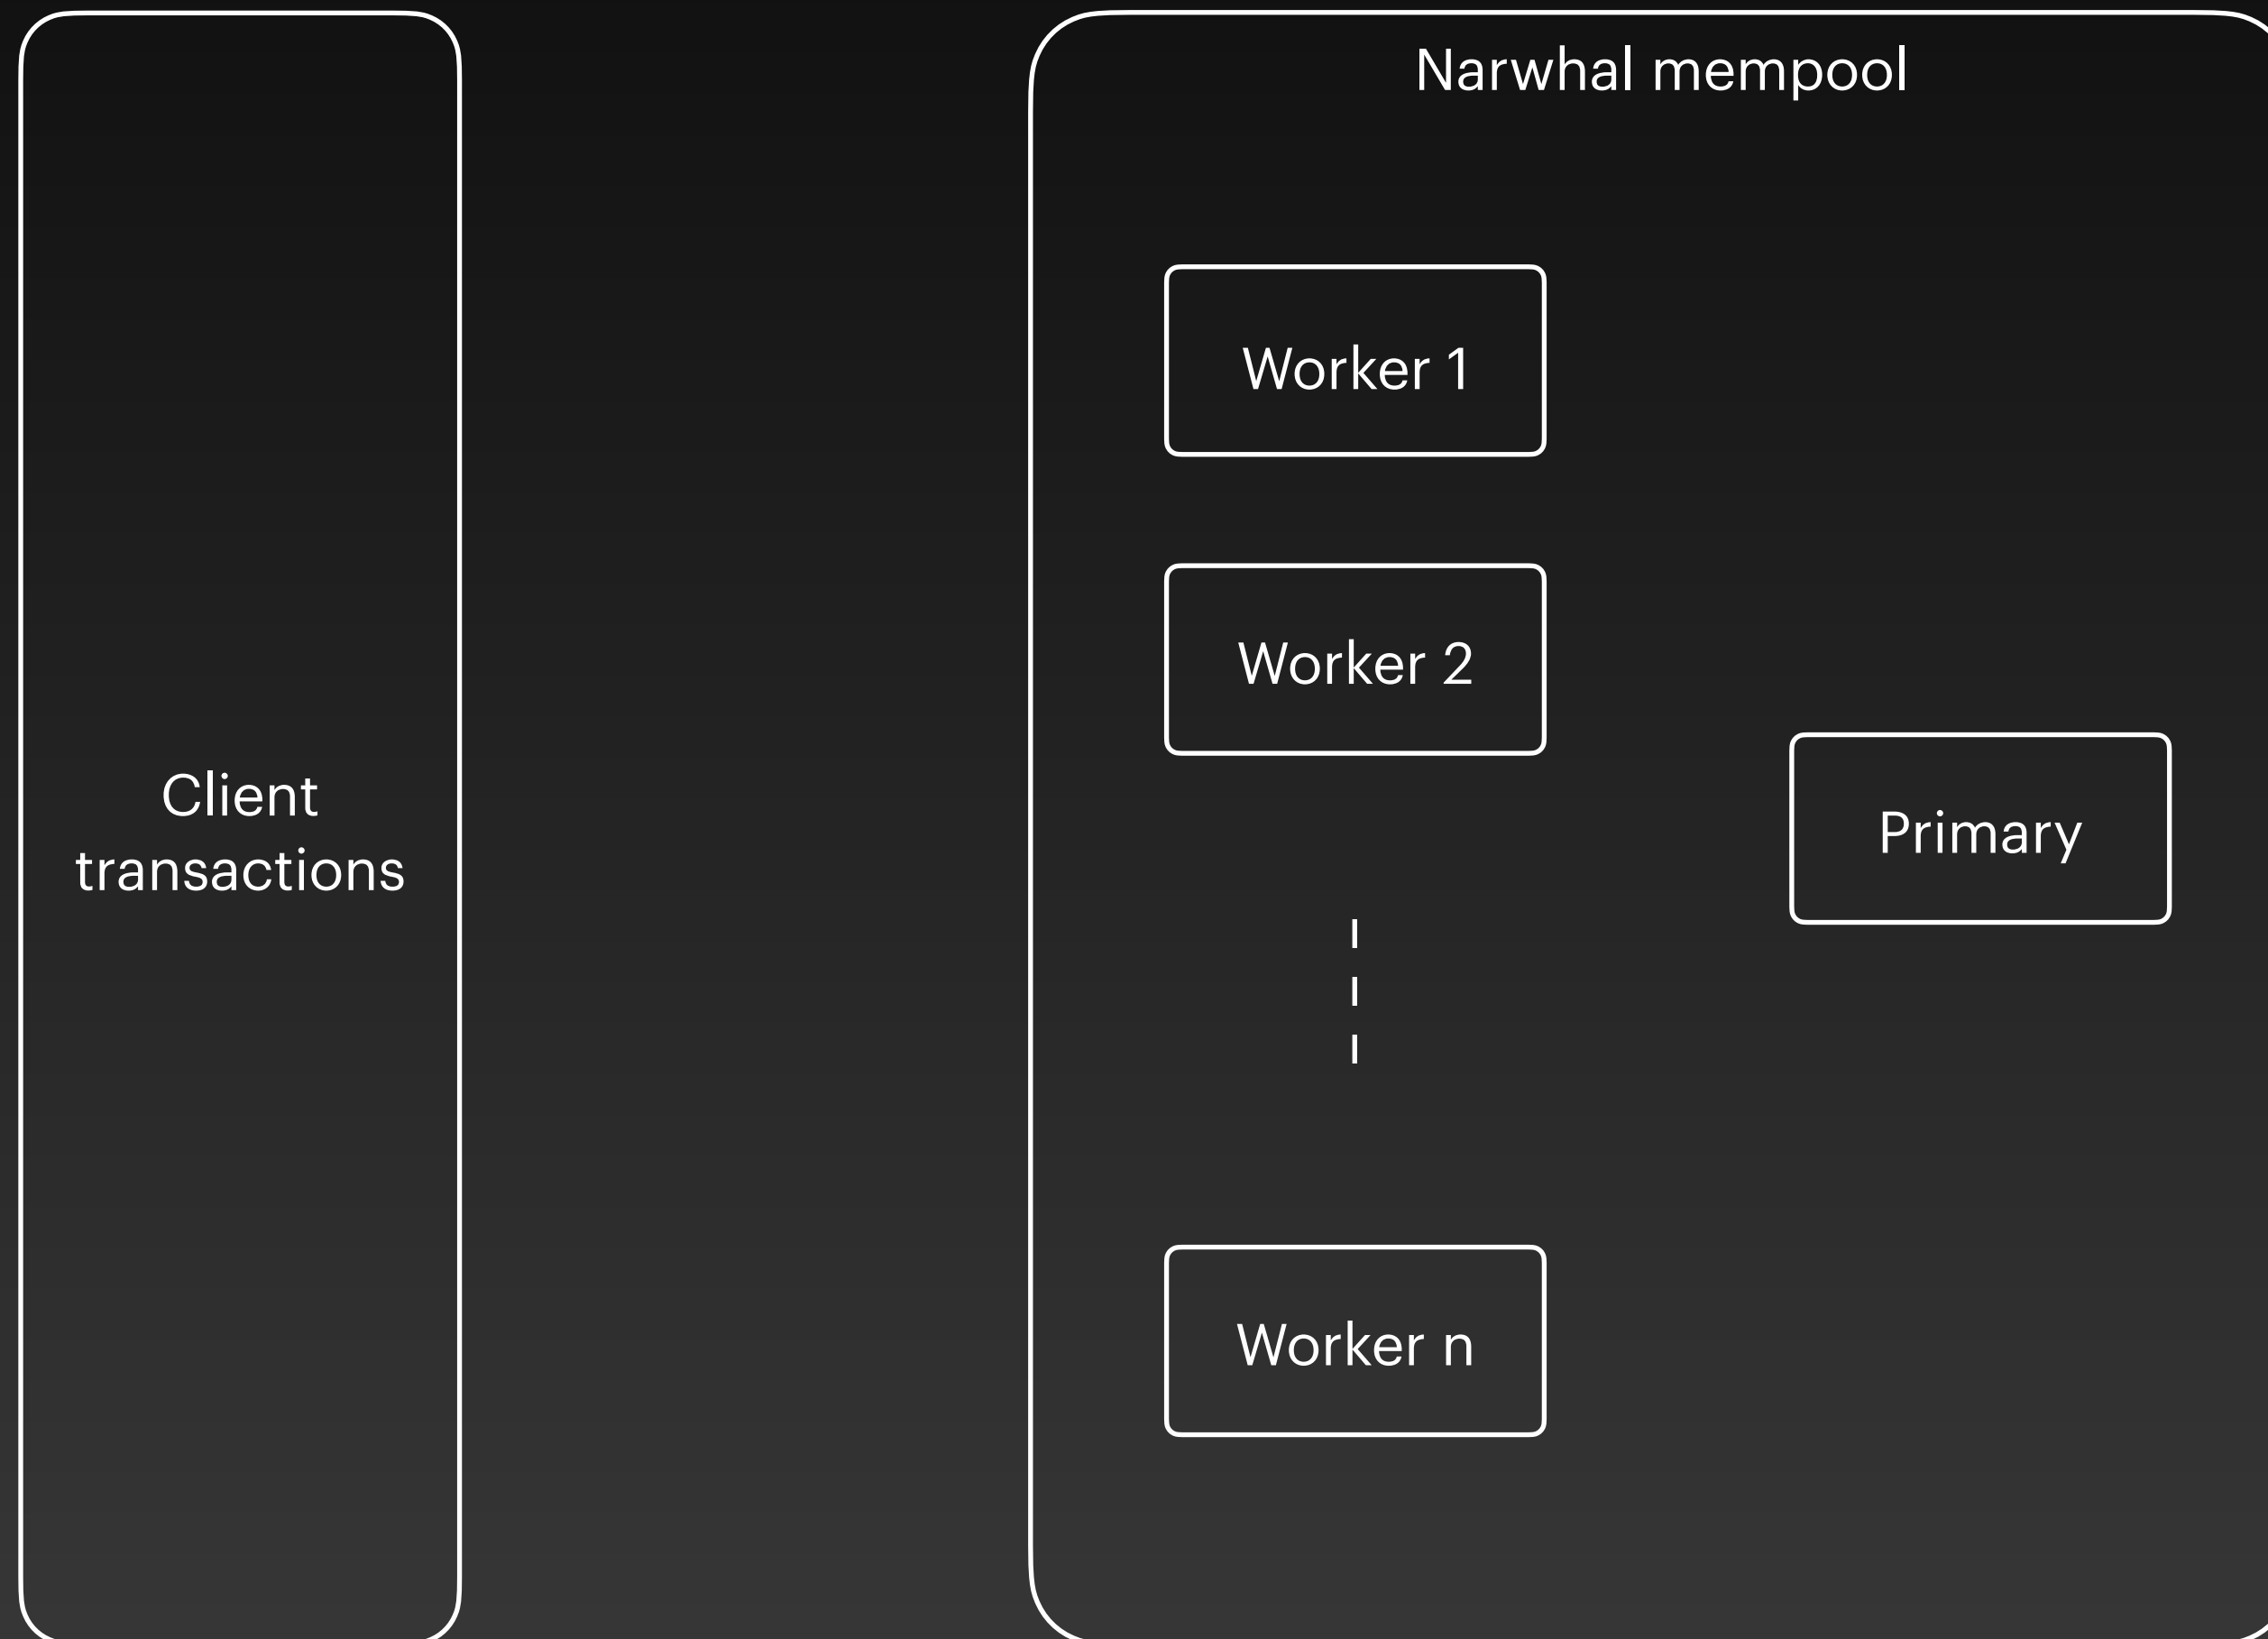 Narwhal mempool
Worker 1
Worker 2
Client
transactions
Primary
Worker n